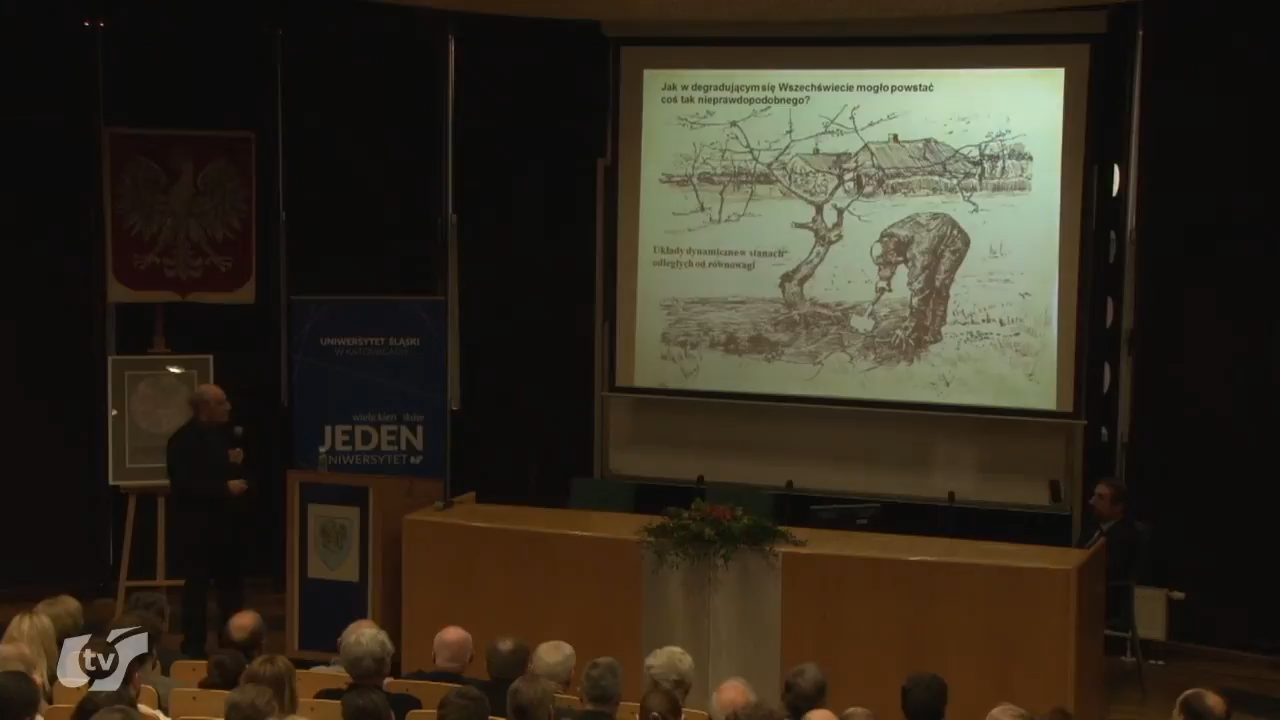 Jak w degradującym się Wszechświecie mogło powstać
coś tak nieprawdopodobnego?
Układy dynamiczne w stanach
odległych od równowagi
UNIWERSYTET ŚLĄSKI
W KATOWICACH
JEDEN
UNIWERSYTET
tv